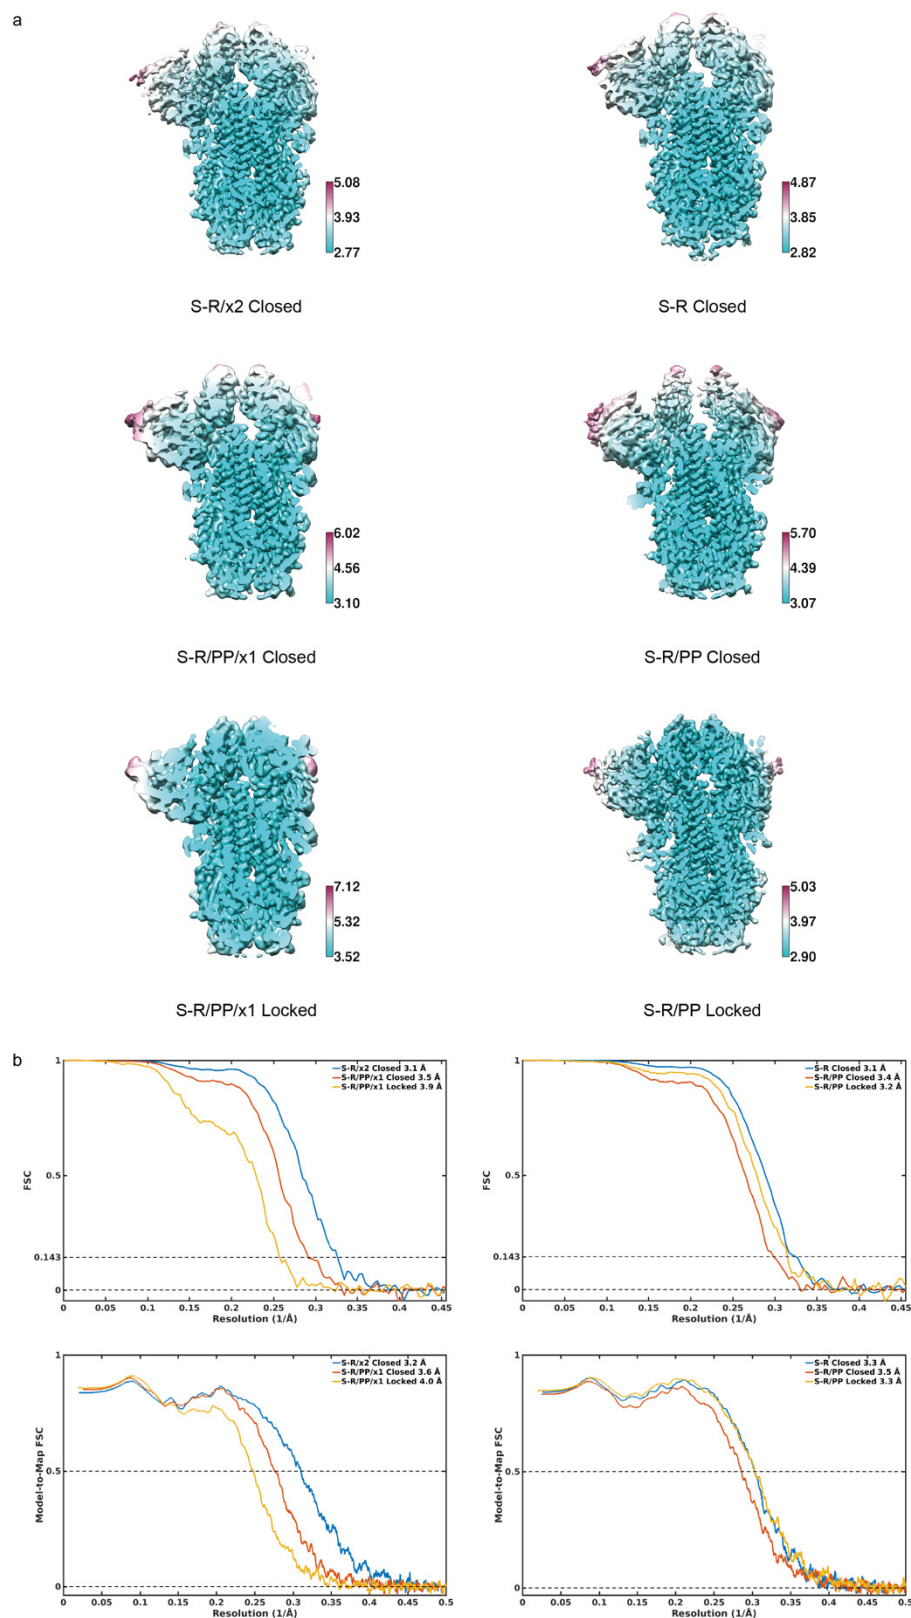 a
5.08
3.93
2.77
S-R/x2 Closed
4.87
3.85
2.82
S-R Closed
6.02
4.56
3.10
S-R/PP/x1 Closed
5.70
4.39
3.07
S-R/PP Closed
7.12
5.32
3.52
S-R/PP/x1 Locked
5.03
3.97
2.90
S-R/PP Locked
b
1
0.5
0.143
0
FSC
S-R/x2 Closed 3.1 Å
S-R/PP/x1 Closed 3.5 Å
S-R/PP/x1 Locked 3.9 Å
0 0.05 0.1 0.15 0.2 0.25 0.3 0.35 0.4 0.45
Resolution (1/Å)
1
0.5
0.143
0
FSC
S-R Closed 3.1 Å
S-R/PP Closed 3.4 Å
S-R/PP Locked 3.2 Å
0 0.05 0.1 0.15 0.2 0.25 0.3 0.35 0.4 0.45
Resolution (1/Å)
1
0.5
0
Model-to-Map FSC
S-R/x2 Closed 3.2 Å
S-R/PP/x1 Closed 3.6 Å
S-R/PP/x1 Locked 4.0 Å
0 0.05 0.1 0.15 0.2 0.25 0.3 0.35 0.4 0.45 0.5
Resolution (1/Å)
1
0.5
0
Model-to-Map FSC
S-R Closed 3.3 Å
S-R/PP Closed 3.5 Å
S-R/PP Locked 3.3 Å
0 0.05 0.1 0.15 0.2 0.25 0.3 0.35 0.4 0.45 0.5
Resolution (1/Å)